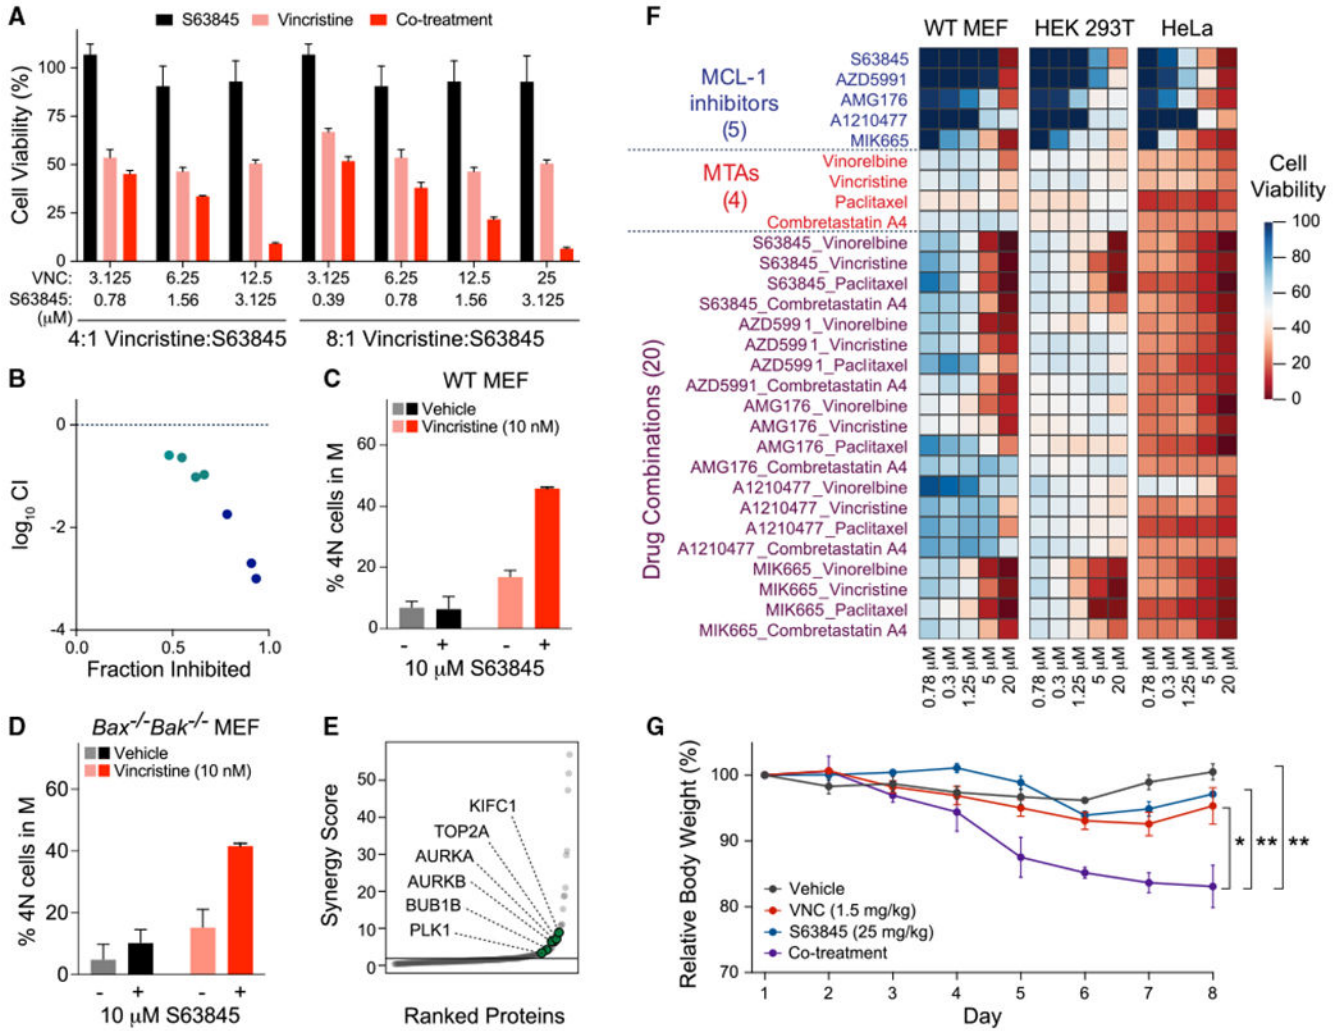 A
S63845 Vincristine Co-treatment
Cell Viability (%)
100
75
50
25
0
VNC: 3.125 6.25 12.5 3.125 6.25 12.5 25
S63845: 0.78 1.56 3.125 0.39 0.78 1.56 3.125
(μM)
4:1 Vincristine:S63845 8:1 Vincristine:S63845
B
log10 CI
0
-2
-4
0.0 0.5 1.0
Fraction Inhibited
C
WT MEF
Vehicle
Vincristine (10 nM)
% 4N cells in M
60
40
20
0
- + - +
10 μM S63845
D
Bax-/-Bak-/- MEF
Vehicle
Vincristine (10 nM)
% 4N cells in M
60
40
20
0
- + - +
10 μM S63845
E
Synergy Score
50
40
30
20
10
0
KIFC1
TOP2A
AURKA
AURKB
BUB1B
PLK1
Ranked Proteins
F
WT MEF HEK 293T HeLa
MCL-1
inhibitors
(5)
S63845
AZD5991
AMG176
A1210477
MIK665
MTAs
(4)
Vinorelbine
Vincristine
Paclitaxel
Combretastatin A4
Drug Combinations (20)
S63845_Vinorelbine
S63845_Vincristine
S63845_Paclitaxel
S63845_Combretastatin A4
AZD5991_Vinorelbine
AZD5991_Vincristine
AZD5991_Paclitaxel
AZD5991_Combretastatin A4
AMG176_Vinorelbine
AMG176_Vincristine
AMG176_Paclitaxel
AMG176_Combretastatin A4
A1210477_Vinorelbine
A1210477_Vincristine
A1210477_Paclitaxel
A1210477_Combretastatin A4
MIK665_Vinorelbine
MIK665_Vincristine
MIK665_Paclitaxel
MIK665_Combretastatin A4
0.78 μM 0.3 μM 1.25 μM 5 μM 20 μM 0.78 μM 0.3 μM 1.25 μM 5 μM 20 μM 0.78 μM 0.3 μM 1.25 μM 5 μM 20 μM
Cell
Viability
100
80
60
40
20
0
G
Relative Body Weight (%)
100
90
80
70
Vehicle
VNC (1.5 mg/kg)
S63845 (25 mg/kg)
Co-treatment
* ** **
1 2 3 4 5 6 7 8
Day